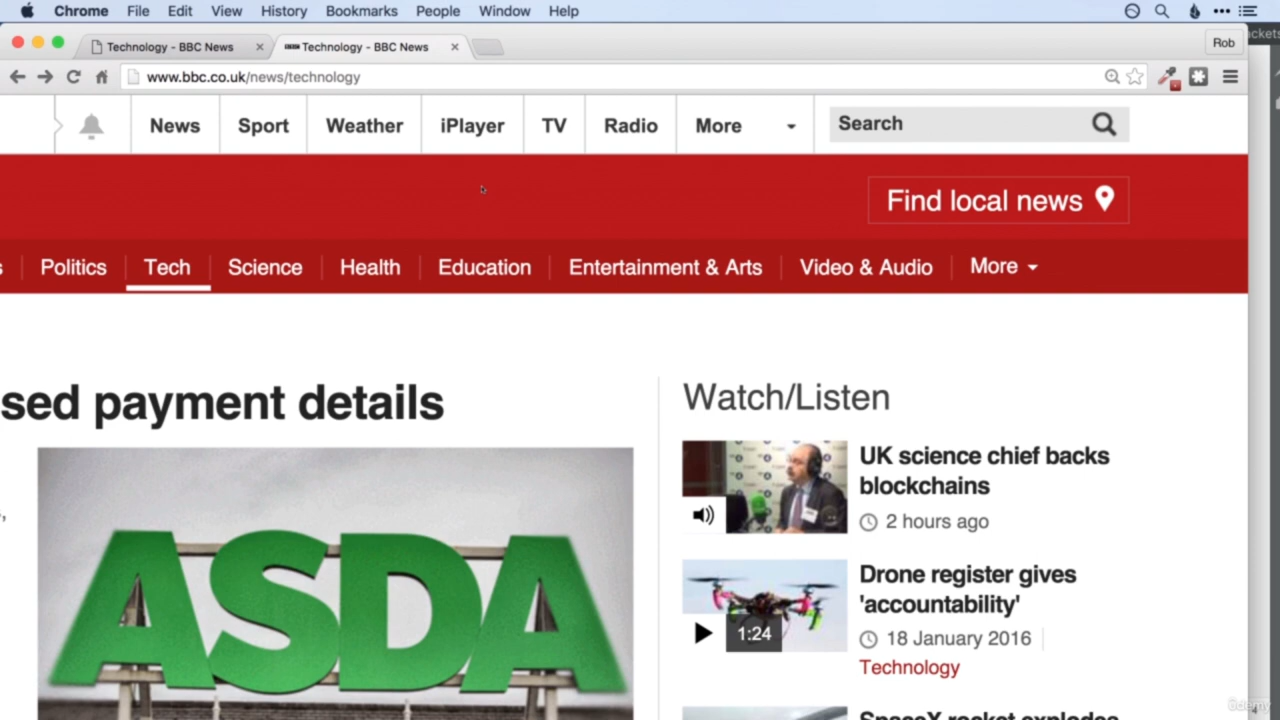 Chrome File Edit View History Bookmarks People Window Help
Technology - BBC News
Technology - BBC News
Rob
www.bbc.co.uk/news/technology
News Sport Weather iPlayer TV Radio More Search
Find local news
Politics Tech Science Health Education Entertainment & Arts Video & Audio More
sed payment details
Watch/Listen
ASDA
UK science chief backs
blockchains
2 hours ago
Drone register gives
'accountability'
1:24
18 January 2016
Technology
SpaceX rocket explodes